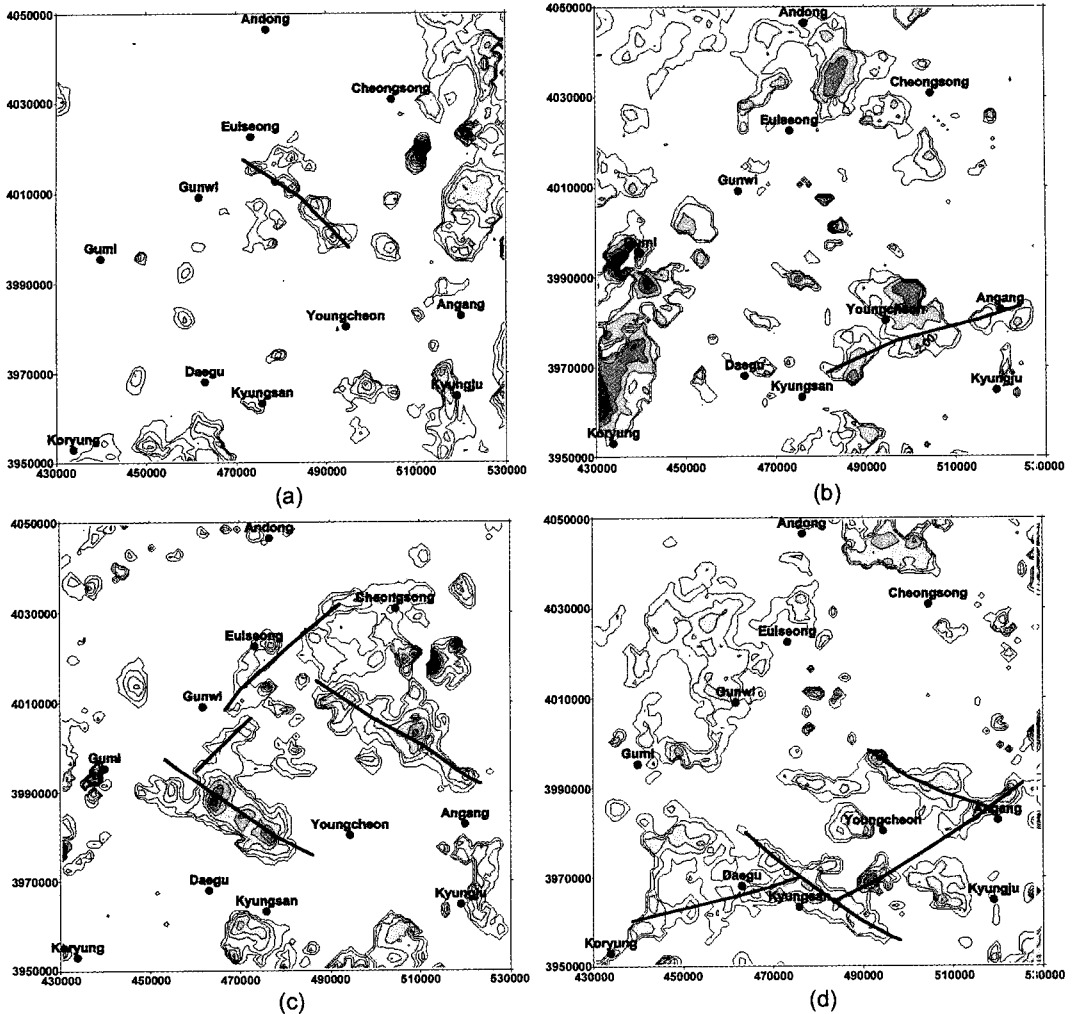 4050000
Andong
4030000
Cheongsong
Euiseong
4010000
Gunwi
Gumi
3990000
Youngcheon
Angang
3970000
Daegu
Kyungsan
Kyungju
Koryung
3950000
430000 450000 470000 490000 510000 530000
(a)
4050000
Andong
4030000
Cheongsong
Euiseong
4010000
Gunwi
3990000
Angang
Youngcheon
3970000
Daegu
Kyungsan
Kyungju
Koryung
3950000
430000 450000 470000 490000 510000
(b)
4050000
Andong
4030000
Cheongsong
Euiseong
4010000
Gunwi
Gumi
3990000
Youngcheon
Angang
3970000
Daegu
Kyungsan
Kyungju
Koryung
3950000
430000 450000 470000 490000 510000 530000
(c)
4050000
Andong
4030000
Cheongsong
Euiseong
4010000
Gunwi
Gumi
3990000
Youngcheon
Angang
3970000
Daegu
Kyungsan
Kyungju
Koryung
3950000
430000 450000 470000 490000 510000
(d)